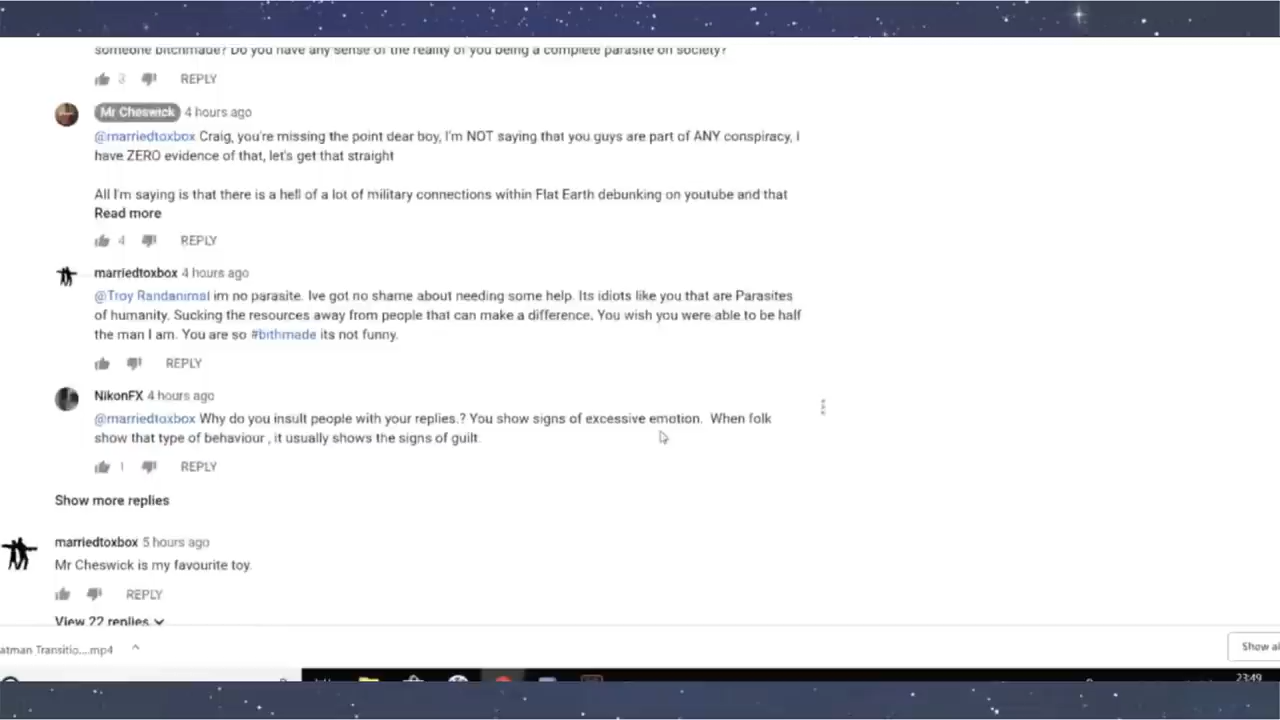 someone bitchmade? Do you have any sense of the reality of you being a complete parasite on society?
3 REPLY
Mr Cheswick 4 hours ago
@marriedtoxbox Craig, you're missing the point dear boy, I'm NOT saying that you guys are part of ANY conspiracy, I
have ZERO evidence of that, let's get that straight
All I'm saying is that there is a hell of a lot of military connections within Flat Earth debunking on youtube and that
Read more
4 REPLY
marriedtoxbox 4 hours ago
@Troy Randanimal im no parasite. Ive got no shame about needing some help. Its idiots like you that are Parasites
of humanity. Sucking the resources away from people that can make a difference. You wish you were able to be half
the man I am. You are so #bithmade its not funny.
REPLY
NikonFX 4 hours ago
@marriedtoxbox Why do you insult people with your replies.? You show signs of excessive emotion. When folk
show that type of behaviour , it usually shows the signs of guilt.
1 REPLY
Show more replies
marriedtoxbox 5 hours ago
Mr Cheswick is my favourite toy.
REPLY
View 22 replies
atman Transitio....mp4
Show al
23:49